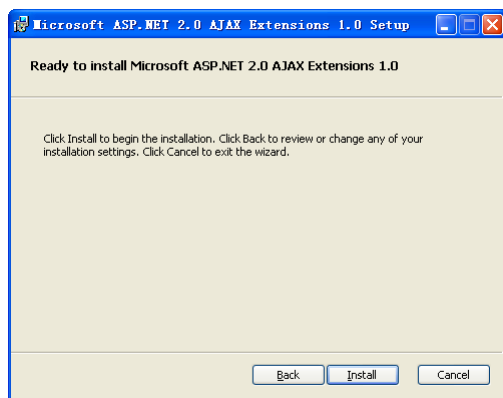 Microsoft ASP.NET 2.0 AJAX Extensions 1.0 Setup
Ready to install Microsoft ASP.NET 2.0 AJAX Extensions 1.0
Click Install to begin the installation. Click Back to review or change any of your
installation settings. Click Cancel to exit the wizard.
Back Install Cancel